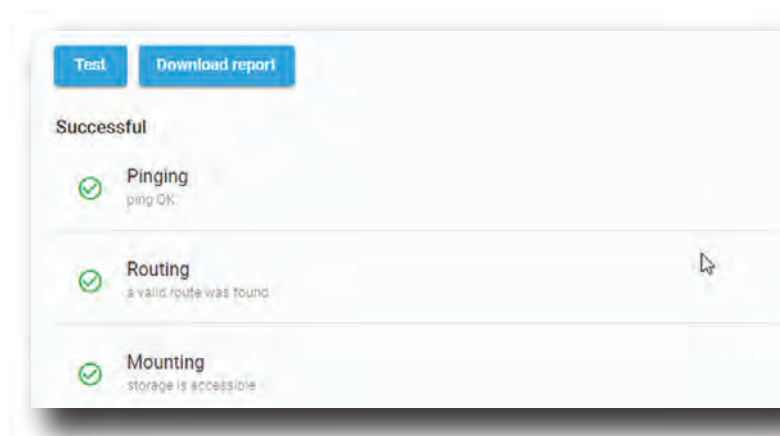 Test Download report
Successful
Pinging
ping OK
Routing
a valid route was found
Mounting
storage is accessible